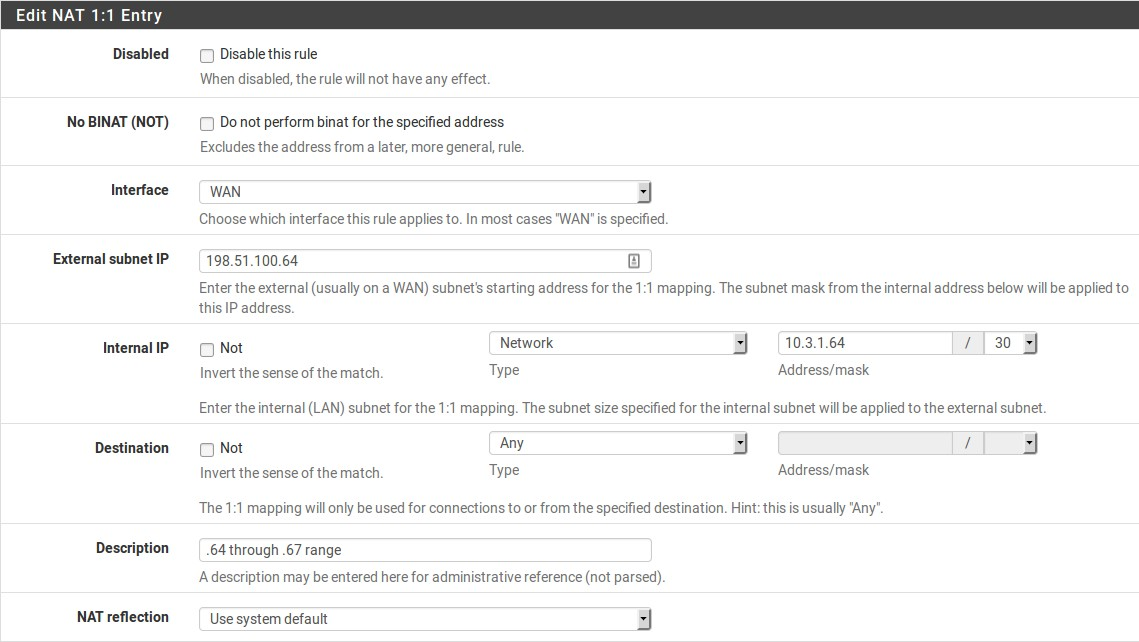 Edit NAT 1:1 Entry
Disabled Disable this rule
When disabled, the rule will not have any effect.
No BINAT (NOT) Do not perform binat for the specified address
Excludes the address from a later, more general, rule.
Interface WAN
Choose which interface this rule applies to. In most cases "WAN" is specified.
External subnet IP 198.51.100.64
Enter the external (usually on a WAN) subnet's starting address for the 1:1 mapping. The subnet mask from the internal address below will be applied to
this IP address.
Internal IP Not Network 10.3.1.64 / 30
Invert the sense of the match. Type Address/mask
Enter the internal (LAN) subnet for the 1:1 mapping. The subnet size specified for the internal subnet will be applied to the external subnet.
Destination Not Any /
Invert the sense of the match. Type Address/mask
The 1:1 mapping will only be used for connections to or from the specified destination. Hint: this is usually "Any".
Description .64 through .67 range
A description may be entered here for administrative reference (not parsed).
NAT reflection Use system default